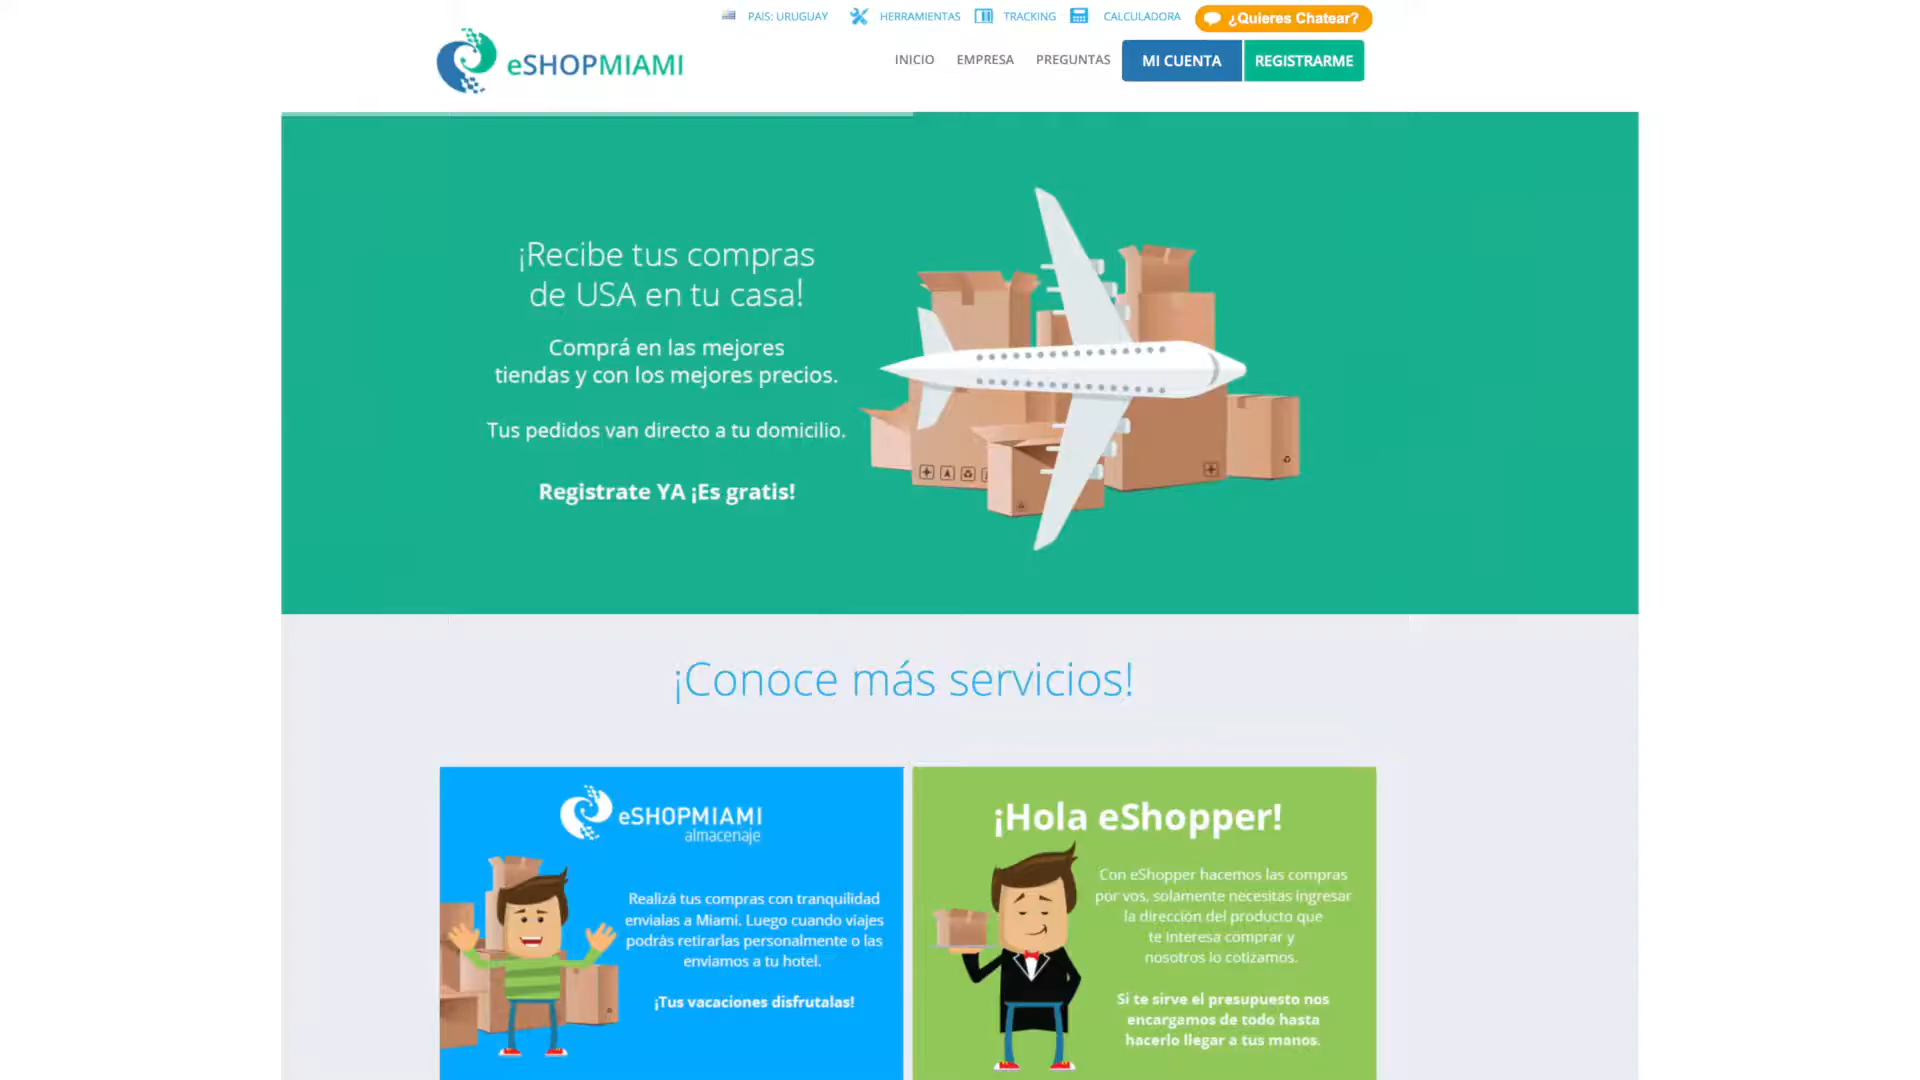 PAIS: URUGUAY HERRAMIENTAS TRACKING CALCULADORA ¿Quieres Chatear?
eSHOPMIAMI
INICIO EMPRESA PREGUNTAS MI CUENTA REGISTRARME
¡Recibe tus compras
de USA en tu casa!
Comprá en las mejores
tiendas y con los mejores precios.
Tus pedidos van directo a tu domicilio.
Registrate YA ¡Es gratis!
¡Conoce más servicios!
eSHOPMIAMI
almacenaje
Realizá tus compras con tranquilidad
envialas a Miami. Luego cuando viajes
podrás retirarlas personalmente o las
enviamos a tu hotel.
¡Tus vacaciones disfrutalas!
¡Hola eShopper!
Con eShopper hacemos las compras
por vos, solamente necesitas ingresar
la dirección del producto que
te interesa comprar y
nosotros lo cotizamos.
Si te sirve el presupuesto nos
encargamos de todo hasta
hacerlo llegar a tus manos.